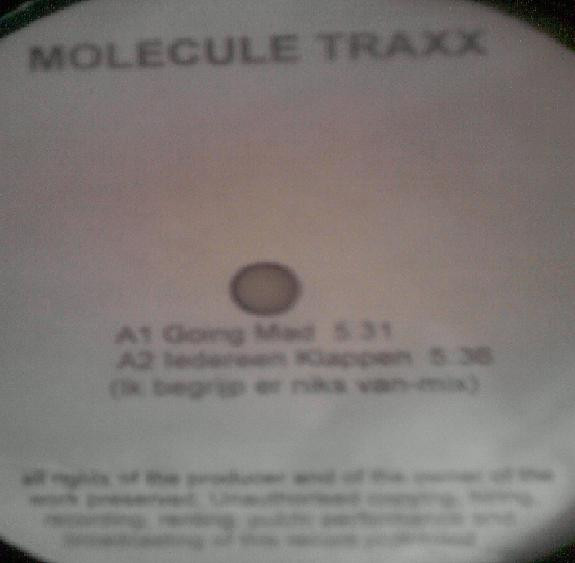 MOLECULE TRAXX
A1 Going Mad 5:31
A2 Iedereen Klappen 5:36
(Ik begrijp er niks van-mix)
all rights of the producer and of the owner of the
work preserved. Unauthorised copying, hiring,
recording, renting, public performance and
broadcasting of this record prohibited